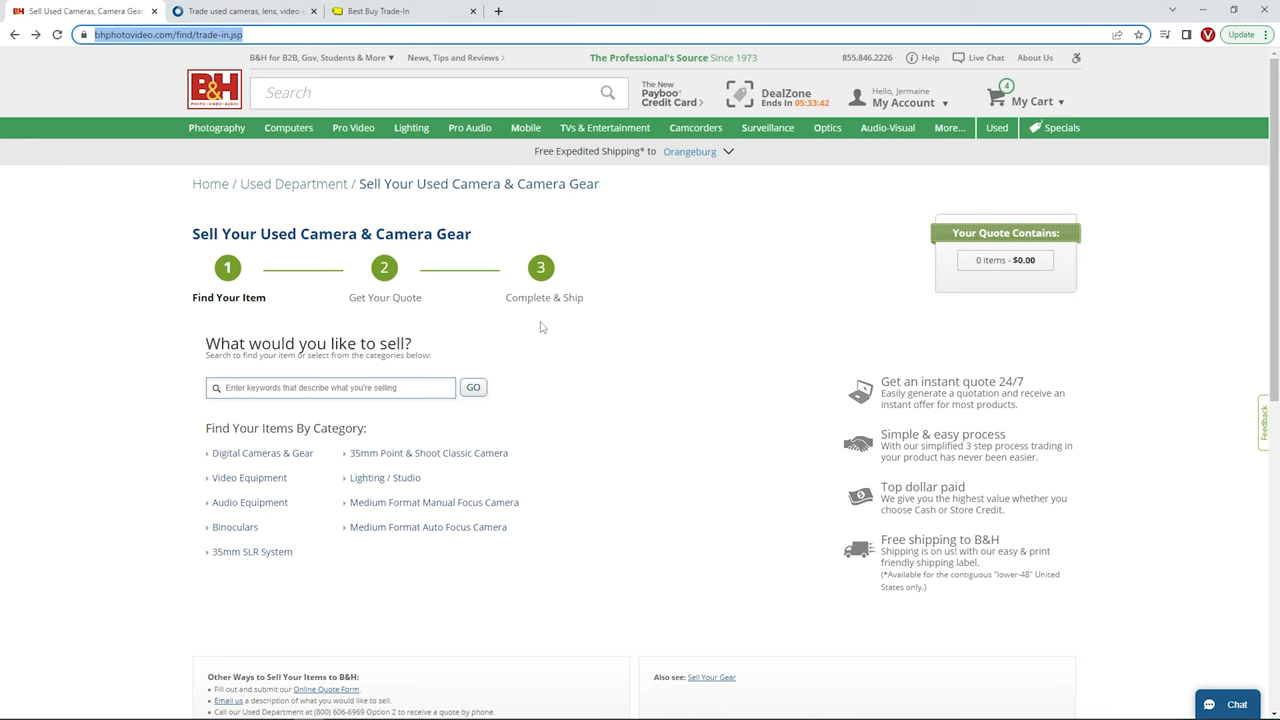 Sell Used Cameras, Camera Gear
Trade used cameras, lens, video
Best Buy Trade-In
bhphotovideo.com/find/trade-in.jsp
Update
B&H for B2B, Gov, Students & More
News, Tips and Reviews
The Professional's Source Since 1973
855.846.2226
Help
Live Chat
About Us
B&H
PHOTO · VIDEO · AUDIO
Search
The New
Payboo
Credit Card
DealZone
Ends In 05:33:42
Hello, Jermaine
My Account
4
My Cart
Photography
Computers
Pro Video
Lighting
Pro Audio
Mobile
TVs & Entertainment
Camcorders
Surveillance
Optics
Audio-Visual
More...
Used
Specials
Free Expedited Shipping* to Orangeburg
Home / Used Department / Sell Your Used Camera & Camera Gear
Sell Your Used Camera & Camera Gear
Your Quote Contains:
0 items - $0.00
1
2
3
Find Your Item
Get Your Quote
Complete & Ship
What would you like to sell?
Search to find your item or select from the categories below:
Enter keywords that describe what you're selling
GO
Find Your Items By Category:
Digital Cameras & Gear
35mm Point & Shoot Classic Camera
Video Equipment
Lighting / Studio
Audio Equipment
Medium Format Manual Focus Camera
Binoculars
Medium Format Auto Focus Camera
35mm SLR System
Get an instant quote 24/7
Easily generate a quotation and receive an
instant offer for most products.
Simple & easy process
With our simplified 3 step process trading in
your product has never been easier.
Top dollar paid
We give you the highest value whether you
choose Cash or Store Credit.
Free shipping to B&H
Shipping is on us! with our easy & print
friendly shipping label.
(*Available for the contiguous "lower-48" United
States only.)
Feedback
Other Ways to Sell Your Items to B&H:
Fill out and submit our Online Quote Form.
Email us a description of what you would like to sell.
Call our Used Department at (800) 606-6969 Option 2 to receive a quote by phone.
Also see: Sell Your Gear
Chat